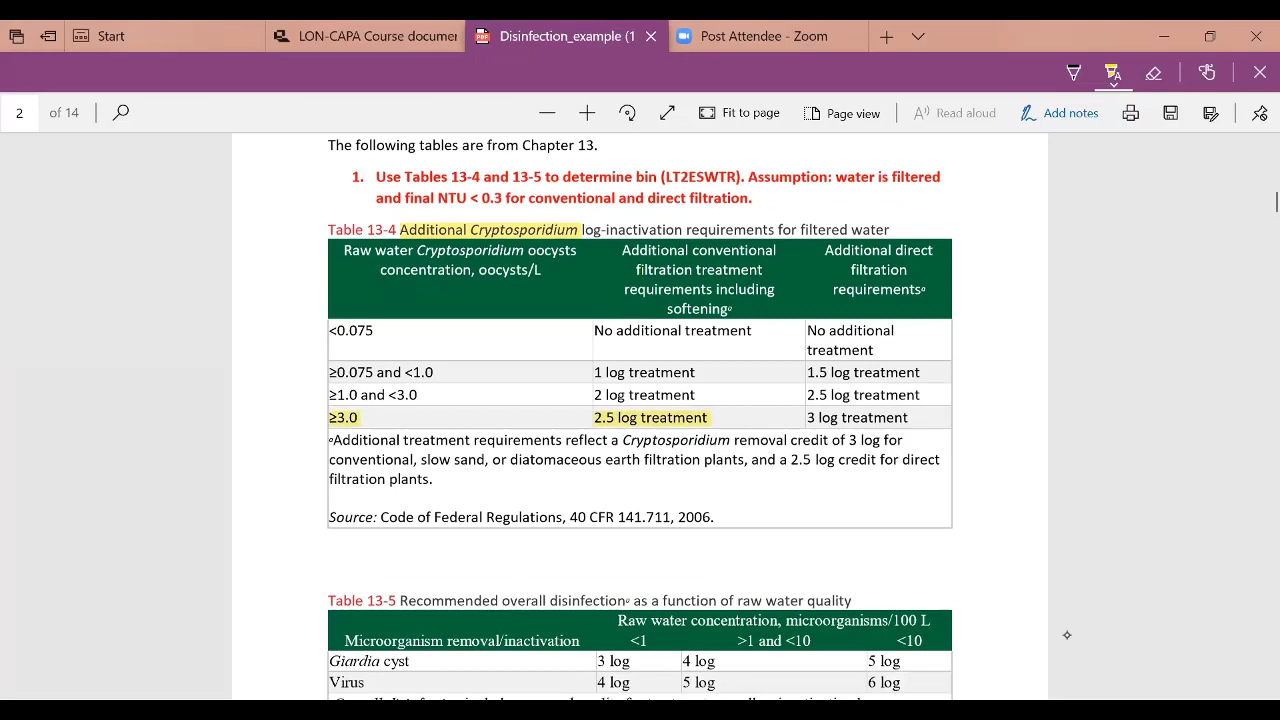 Start
LON-CAPA Course documen
Disinfection_example (1
Post Attendee - Zoom
2 of 14
Fit to page
Page view
Read aloud
Add notes
The following tables are from Chapter 13.
1. Use Tables 13-4 and 13-5 to determine bin (LT2ESWTR). Assumption: water is filtered
and final NTU < 0.3 for conventional and direct filtration.
Table 13-4 Additional Cryptosporidium log-inactivation requirements for filtered water
Raw water Cryptosporidium oocysts
concentration, oocysts/L
Additional conventional
filtration treatment
requirements including
softeningᵃ
Additional direct
filtration
requirementsᵃ
<0.075 No additional treatment No additional
treatment
≥0.075 and <1.0 1 log treatment 1.5 log treatment
≥1.0 and <3.0 2 log treatment 2.5 log treatment
≥3.0 2.5 log treatment 3 log treatment
ᵃAdditional treatment requirements reflect a Cryptosporidium removal credit of 3 log for
conventional, slow sand, or diatomaceous earth filtration plants, and a 2.5 log credit for direct
filtration plants.
Source: Code of Federal Regulations, 40 CFR 141.711, 2006.
Table 13-5 Recommended overall disinfectionᵃ as a function of raw water quality
Raw water concentration, microorganisms/100 L
Microorganism removal/inactivation <1 >1 and <10 <10
Giardia cyst 3 log 4 log 5 log
Virus 4 log 5 log 6 log